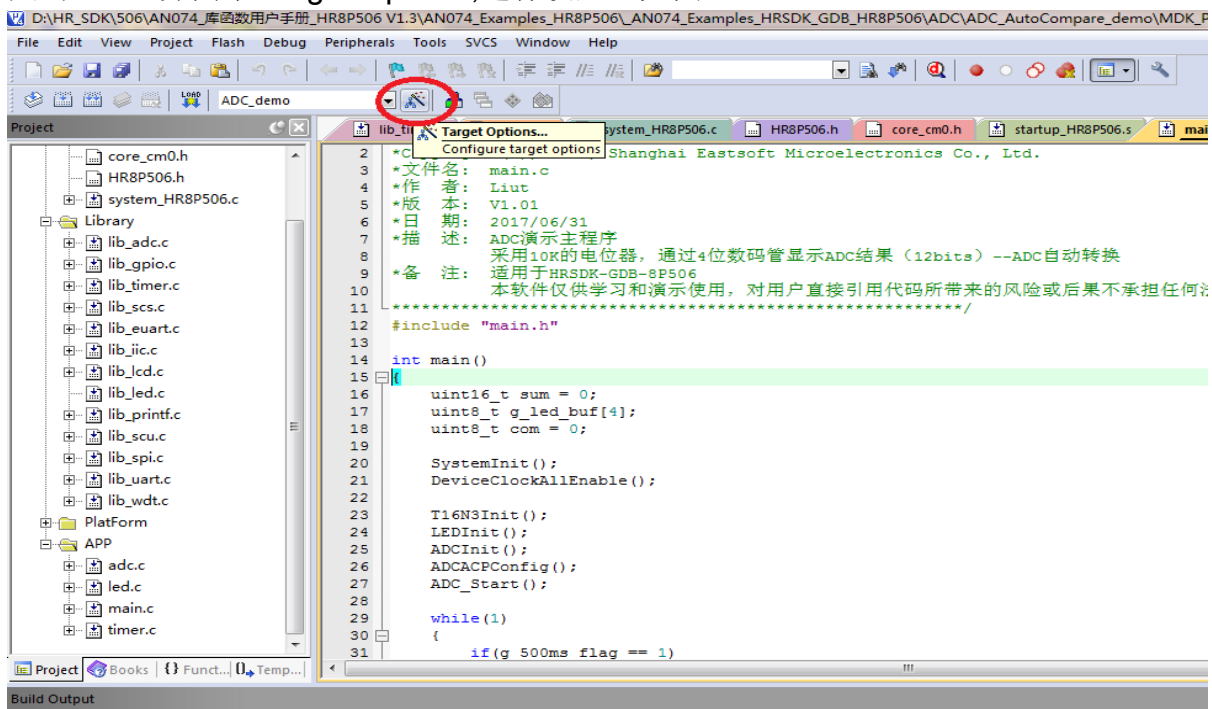 D:\HR_SDK\506\AN074_库函数用户手册_HR8P506 V1.3\AN074_Examples_HR8P506\_AN074_Examples_HRSDK_GDB_HR8P506\ADC\ADC_AutoCompare_demo\MDK_P
File Edit View Project Flash Debug Peripherals Tools SVCS Window Help
LOAD ADC_demo
Project
lib_ti
system_HR8P506.c HR8P506.h core_cm0.h startup_HR8P506.s mai
Target Options...
Configure target options
core_cm0.h
HR8P506.h
system_HR8P506.c
Library
lib_adc.c
lib_gpio.c
lib_timer.c
lib_scs.c
lib_euart.c
lib_iic.c
lib_lcd.c
lib_led.c
lib_printf.c
lib_scu.c
lib_spi.c
lib_uart.c
lib_wdt.c
PlatForm
APP
adc.c
led.c
main.c
timer.c
Project Books {} Funct... 0 Temp...
2 *C Shanghai Eastsoft Microelectronics Co., Ltd.
3 *文件名: main.c
4 *作 者: Liut
5 *版 本: V1.01
6 *日 期: 2017/06/31
7 *描 述: ADC演示主程序
8 采用10K的电位器，通过4位数码管显示ADC结果（12bits）--ADC自动转换
9 *备 注: 适用于HRSDK-GDB-8P506
10 本软件仅供学习和演示使用，对用户直接引用代码所带来的风险或后果不承担任何法
11 **********************************************************/
12 #include "main.h"
13
14 int main()
15 {
16 uint16_t sum = 0;
17 uint8_t g_led_buf[4];
18 uint8_t com = 0;
19
20 SystemInit();
21 DeviceClockAllEnable();
22
23 T16N3Init();
24 LEDInit();
25 ADCInit();
26 ADCACPConfig();
27 ADC_Start();
28
29 while(1)
30 {
31 if(g_500ms_flag == 1)
Build Output